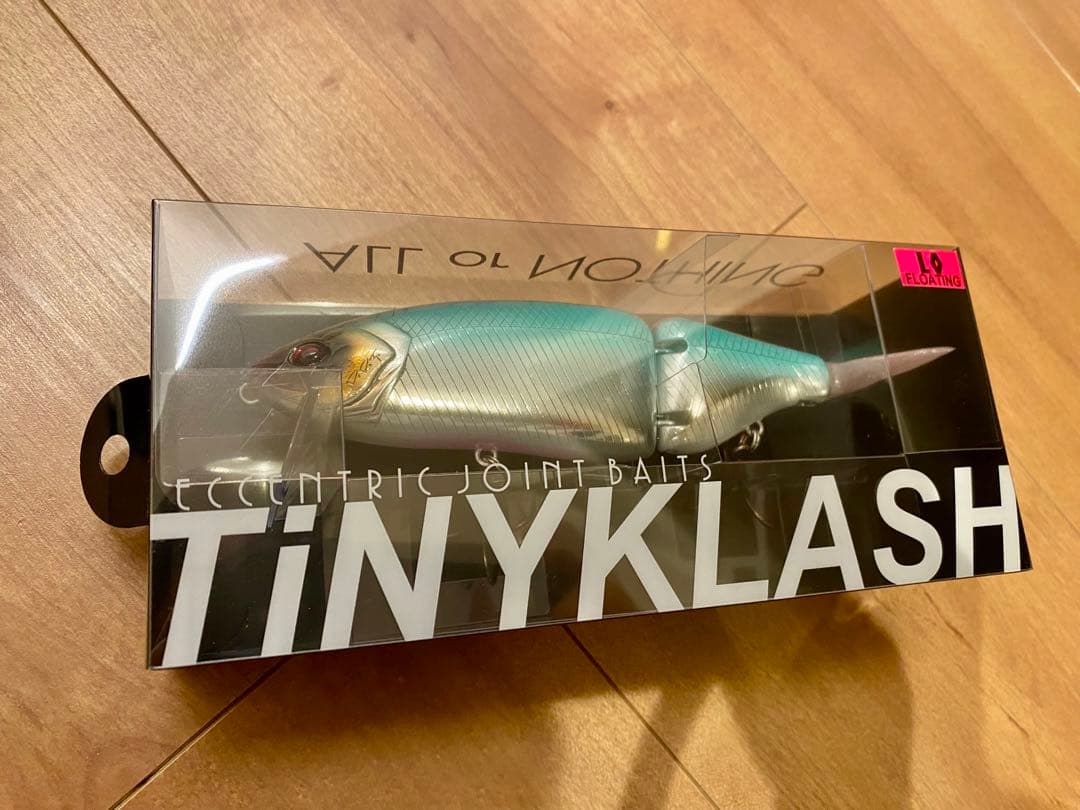 ALL or NOTHING
LO
FLOATING
ECCENTRIC JOINT BAITS
TiNYKLASH